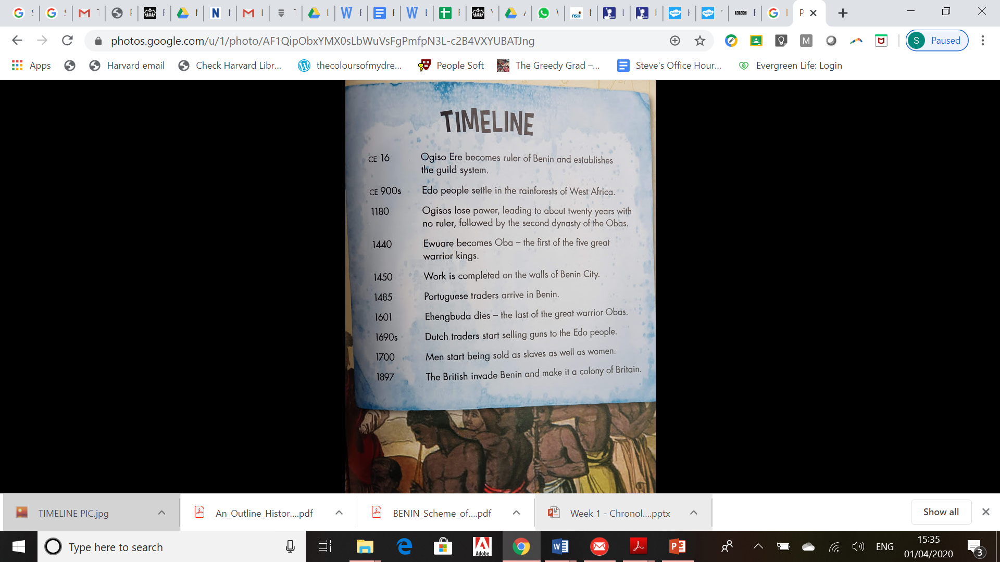 photos.google.com/u/1/photo/AF1QipObxYMX0sLbWuVsFgPmfpN3L-c2B4VXYUBATJng
S Paused
Apps
Harvard email
Check Harvard Libr...
thecoloursofmydre...
People Soft
The Greedy Grad –...
Steve's Office Hour...
Evergreen Life: Login
TIMELINE
CE 16 Ogiso Ere becomes ruler of Benin and establishes
the guild system.
CE 900s Edo people settle in the rainforests of West Africa.
1180 Ogisos lose power, leading to about twenty years with
no ruler, followed by the second dynasty of the Obas.
1440 Ewuare becomes Oba – the first of the five great
warrior kings.
1450 Work is completed on the walls of Benin City.
1485 Portuguese traders arrive in Benin.
1601 Ehengbuda dies – the last of the great warrior Obas.
1690s Dutch traders start selling guns to the Edo people.
1700 Men start being sold as slaves as well as women.
1897 The British invade Benin and make it a colony of Britain.
TIMELINE PIC.jpg
An_Outline_Histor....pdf
BENIN_Scheme_of....pdf
Week 1 - Chronol....pptx
Show all
Type here to search
Adobe
ENG
15:35
01/04/2020
3